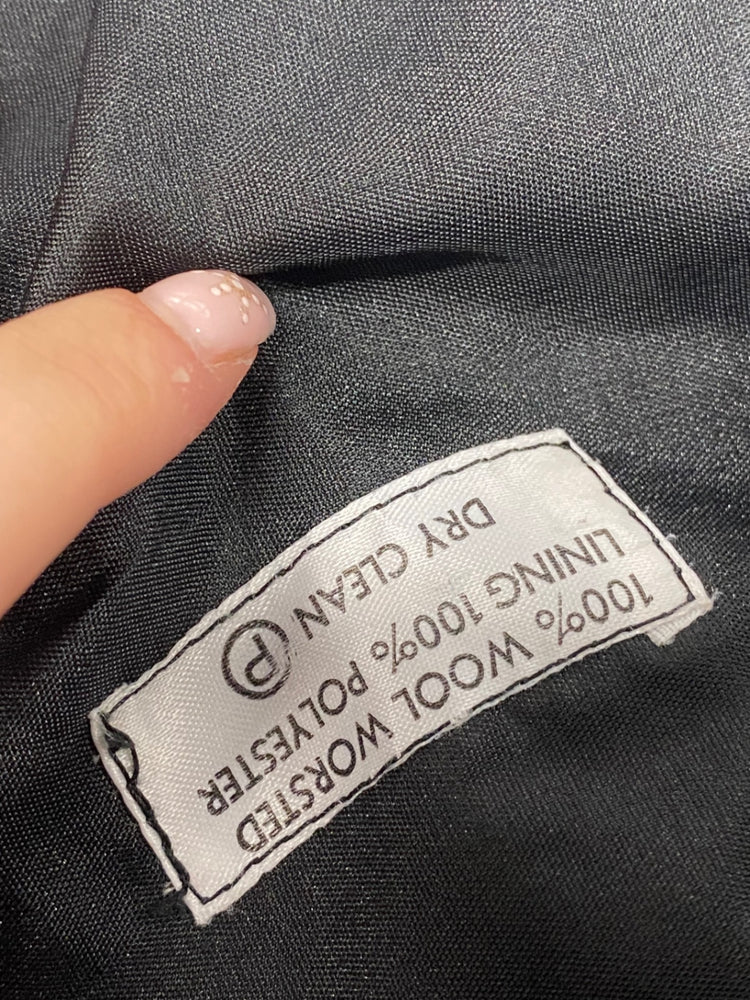 100% WOOL WORSTED
LINING 100% POLYESTER
DRY CLEAN Ⓟ